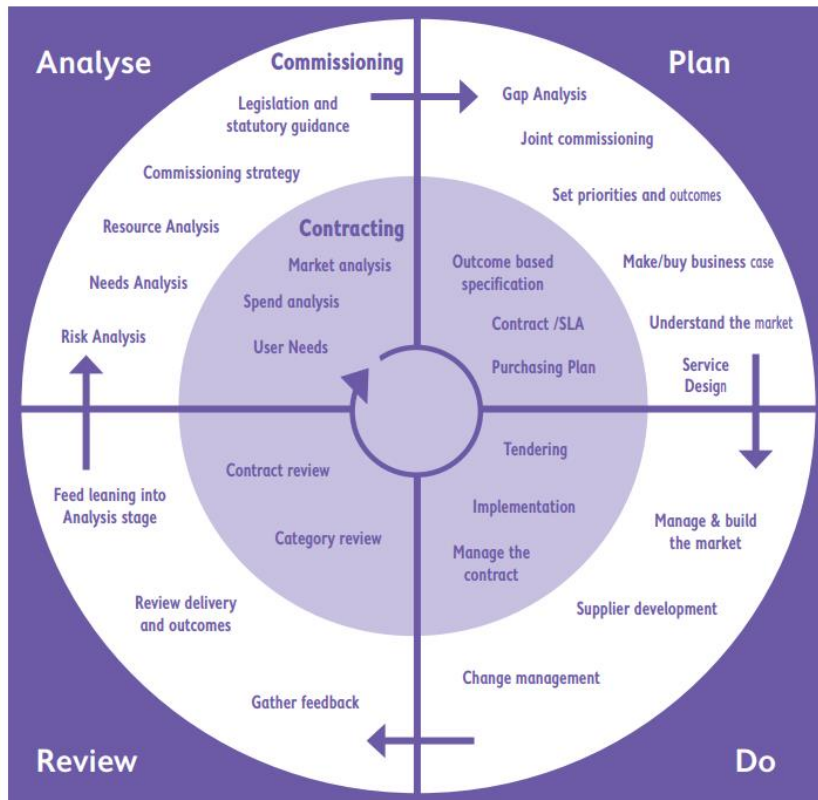 Analyse
Commissioning
Legislation and
statutory guidance
Commissioning strategy
Resource Analysis
Needs Analysis
Risk Analysis
Contracting
Market analysis
Spend analysis
User Needs
Plan
Gap Analysis
Joint commissioning
Set priorities and outcomes
Make/buy business case
Understand the market
Service
Design
Outcome based
specification
Contract /SLA
Purchasing Plan
Tendering
Implementation
Manage the
contract
Manage & build
the market
Supplier development
Change management
Do
Contract review
Category review
Feed leaning into
Analysis stage
Review delivery
and outcomes
Gather feedback
Review